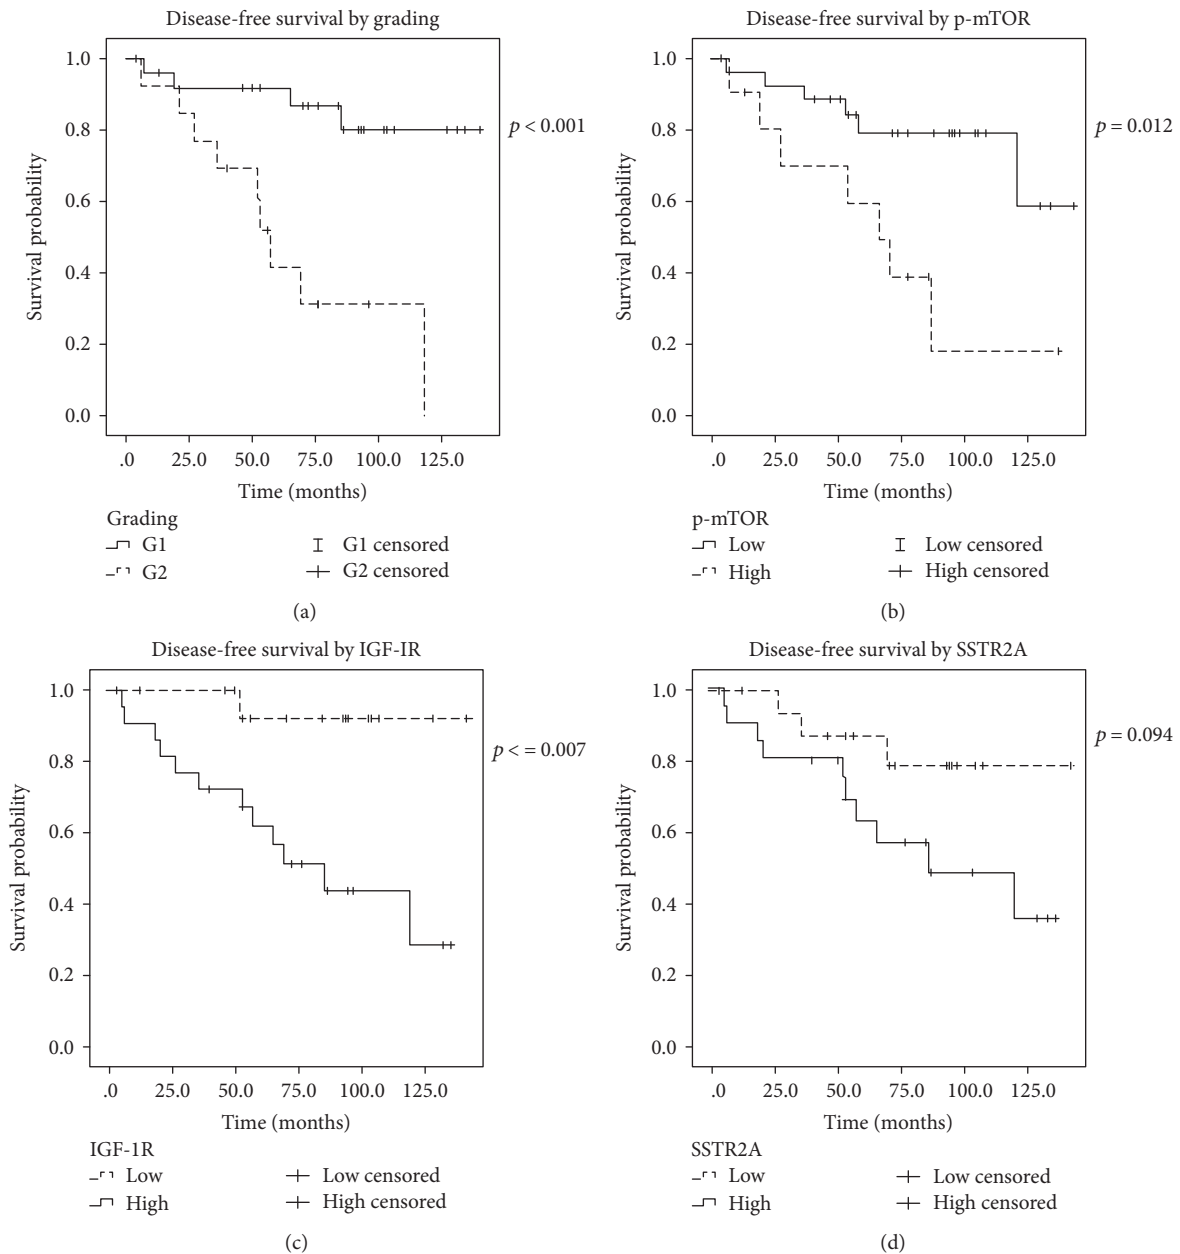 Disease-free survival by grading
1.0
0.8
0.6
0.4
0.2
0.0
Survival probability
p < 0.001
.0 25.0 50.0 75.0 100.0 125.0
Time (months)
Grading
G1 G1 censored
G2 G2 censored
(a)
Disease-free survival by p-mTOR
1.0
0.8
0.6
0.4
0.2
0.0
Survival probability
p = 0.012
.0 25.0 50.0 75.0 100.0 125.0
Time (months)
p-mTOR
Low Low censored
High High censored
(b)
Disease-free survival by IGF-IR
1.0
0.8
0.6
0.4
0.2
0.0
Survival probability
p < = 0.007
.0 25.0 50.0 75.0 100.0 125.0
Time (months)
IGF-1R
Low Low censored
High High censored
(c)
Disease-free survival by SSTR2A
1.0
0.8
0.6
0.4
0.2
0.0
Survival probability
p = 0.094
.0 25.0 50.0 75.0 100.0 125.0
Time (months)
SSTR2A
Low Low censored
High High censored
(d)